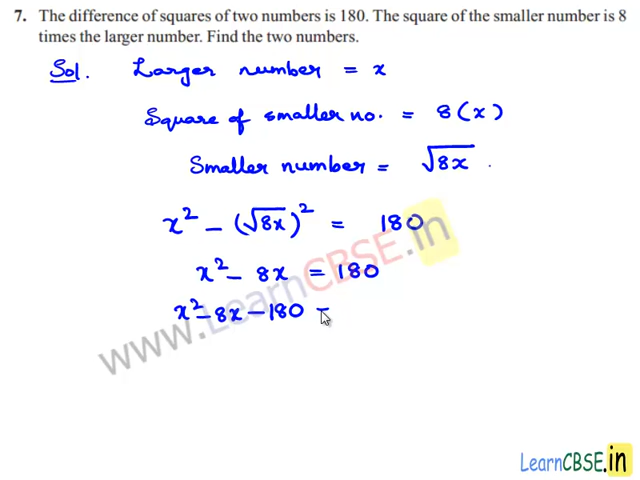 7. The difference of squares of two numbers is 180. The square of the smaller number is 8
times the larger number. Find the two numbers.
Sol. Larger number = x
Square of smaller no. = 8(x)
Smaller number = √8x .
x² - (√8x)² = 180
x² - 8x = 180
x² - 8x - 180 =
www.LearnCBSE.in
LearnCBSE.in